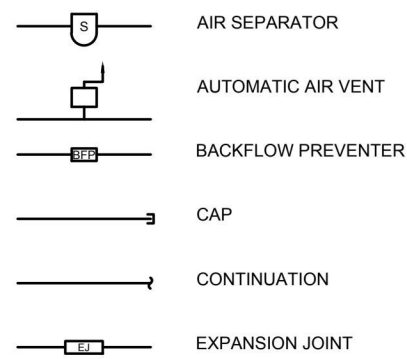 S AIR SEPARATOR
AUTOMATIC AIR VENT
BFP BACKFLOW PREVENTER
CAP
CONTINUATION
EJ EXPANSION JOINT